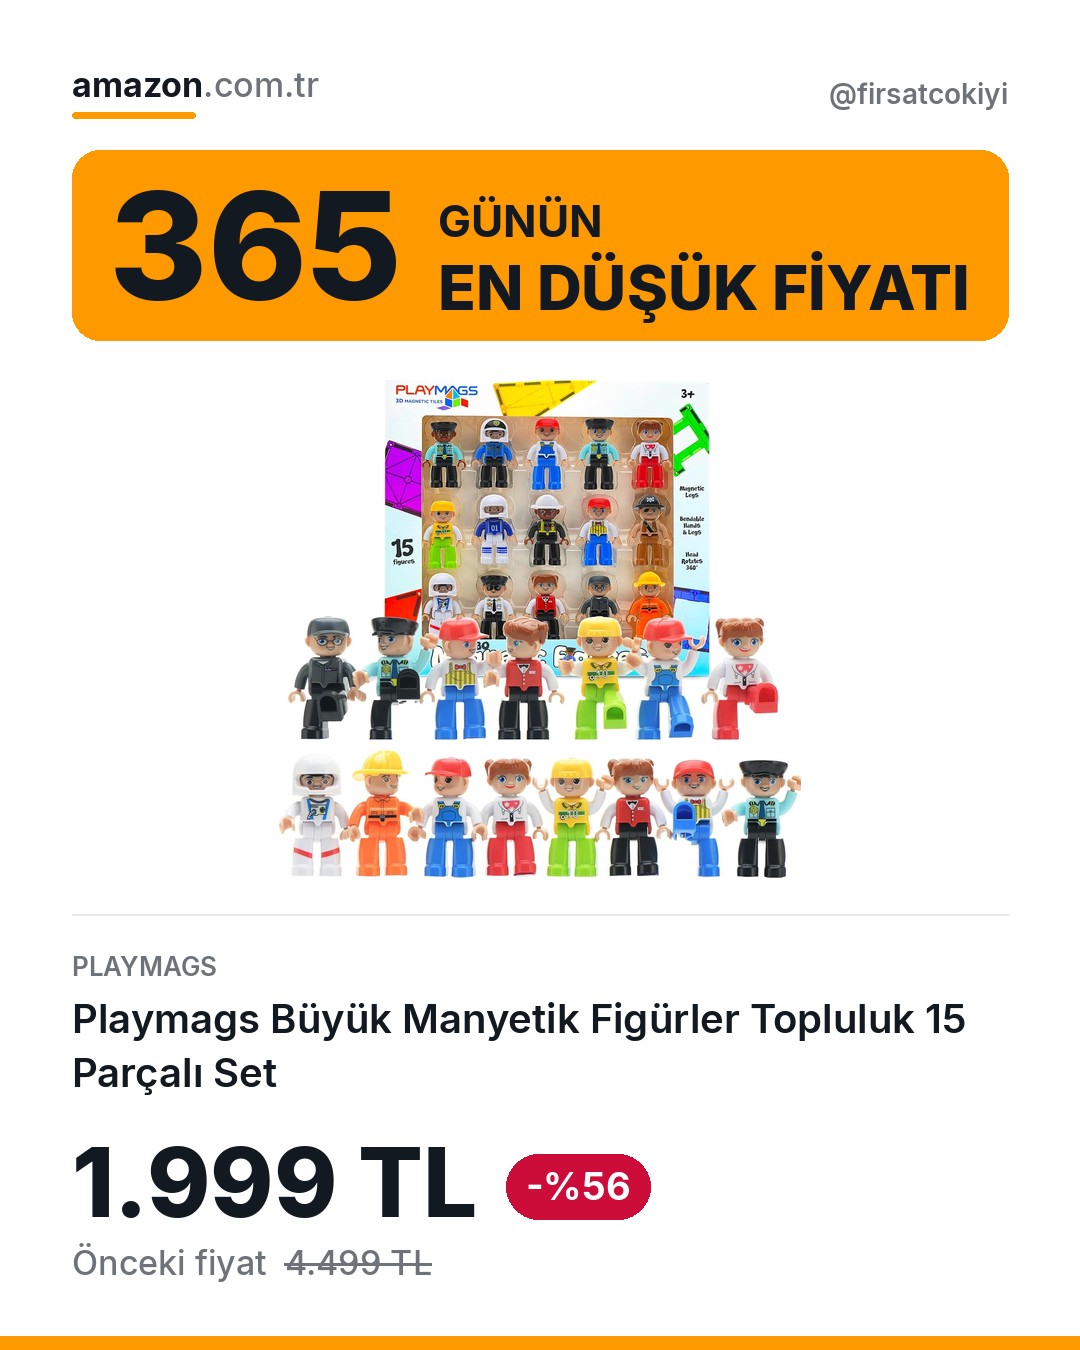 amazon.com.tr
@firsatcokiyi
365
GÜNÜN
EN DÜŞÜK FİYATI
PLAYMAGS
3D MAGNETIC TILES
3+
Magnetic
Legs
Bendable
Hands
& Legs
Head
Rotates
360°
15
figures
PLAYMAGS
Playmags Büyük Manyetik Figürler Topluluk 15
Parçalı Set
1.999 TL
-%56
Önceki fiyat 4.499 TL